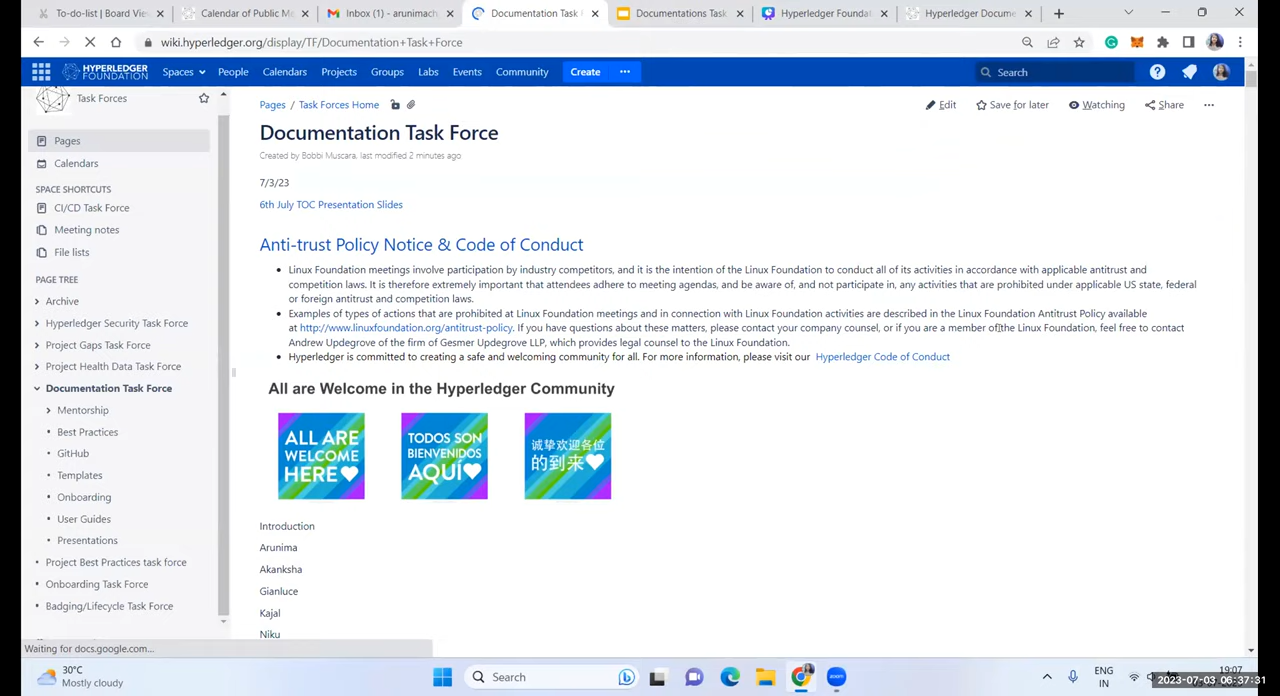 To-do-list | Board Vie
Calendar of Public Me
Inbox (1) - arunimach
Documentation Task
Documentations Task
Hyperledger Foundat
Hyperledger Docume
wiki.hyperledger.org/display/TF/Documentation+Task+Force
HYPERLEDGER FOUNDATION
Spaces
People
Calendars
Projects
Groups
Labs
Events
Community
Create
Search
Task Forces
Pages
Calendars
SPACE SHORTCUTS
CI/CD Task Force
Meeting notes
File lists
PAGE TREE
Archive
Hyperledger Security Task Force
Project Gaps Task Force
Project Health Data Task Force
Documentation Task Force
Mentorship
Best Practices
GitHub
Templates
Onboarding
User Guides
Presentations
Project Best Practices task force
Onboarding Task Force
Badging/Lifecycle Task Force
Pages / Task Forces Home
Edit
Save for later
Watching
Share
Documentation Task Force
Created by Bobbi Muscara, last modified 2 minutes ago
7/3/23
6th July TOC Presentation Slides
Anti-trust Policy Notice & Code of Conduct
Linux Foundation meetings involve participation by industry competitors, and it is the intention of the Linux Foundation to conduct all of its activities in accordance with applicable antitrust and
competition laws. It is therefore extremely important that attendees adhere to meeting agendas, and be aware of, and not participate in, any activities that are prohibited under applicable US state, federal
or foreign antitrust and competition laws.
Examples of types of actions that are prohibited at Linux Foundation meetings and in connection with Linux Foundation activities are described in the Linux Foundation Antitrust Policy available
at http://www.linuxfoundation.org/antitrust-policy. If you have questions about these matters, please contact your company counsel, or if you are a member of the Linux Foundation, feel free to contact
Andrew Updegrove of the firm of Gesmer Updegrove LLP, which provides legal counsel to the Linux Foundation.
Hyperledger is committed to creating a safe and welcoming community for all. For more information, please visit our Hyperledger Code of Conduct
All are Welcome in the Hyperledger Community
ALL ARE
WELCOME
HERE
TODOS SON
BIENVENIDOS
AQUÍ
诚挚欢迎各位
的到来
Introduction
Arunima
Akanksha
Gianluce
Kajal
Niku
Waiting for docs.google.com...
30°C
Mostly cloudy
Search
zoom
ENG
IN
19:07
2023-07-03 06:37:31